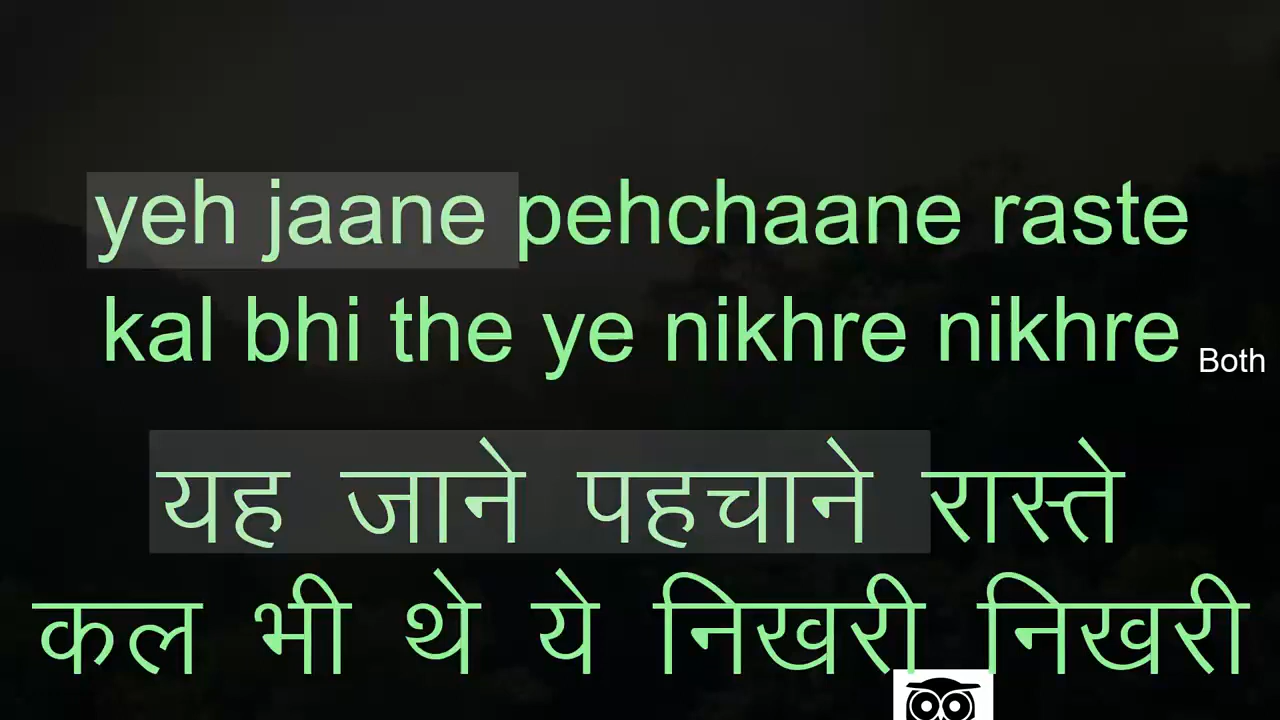 yeh jaane pehchaane raste
kal bhi the ye nikhre nikhre
Both
यह जाने पहचाने रास्ते
कल भी थे ये निखरी निखरी